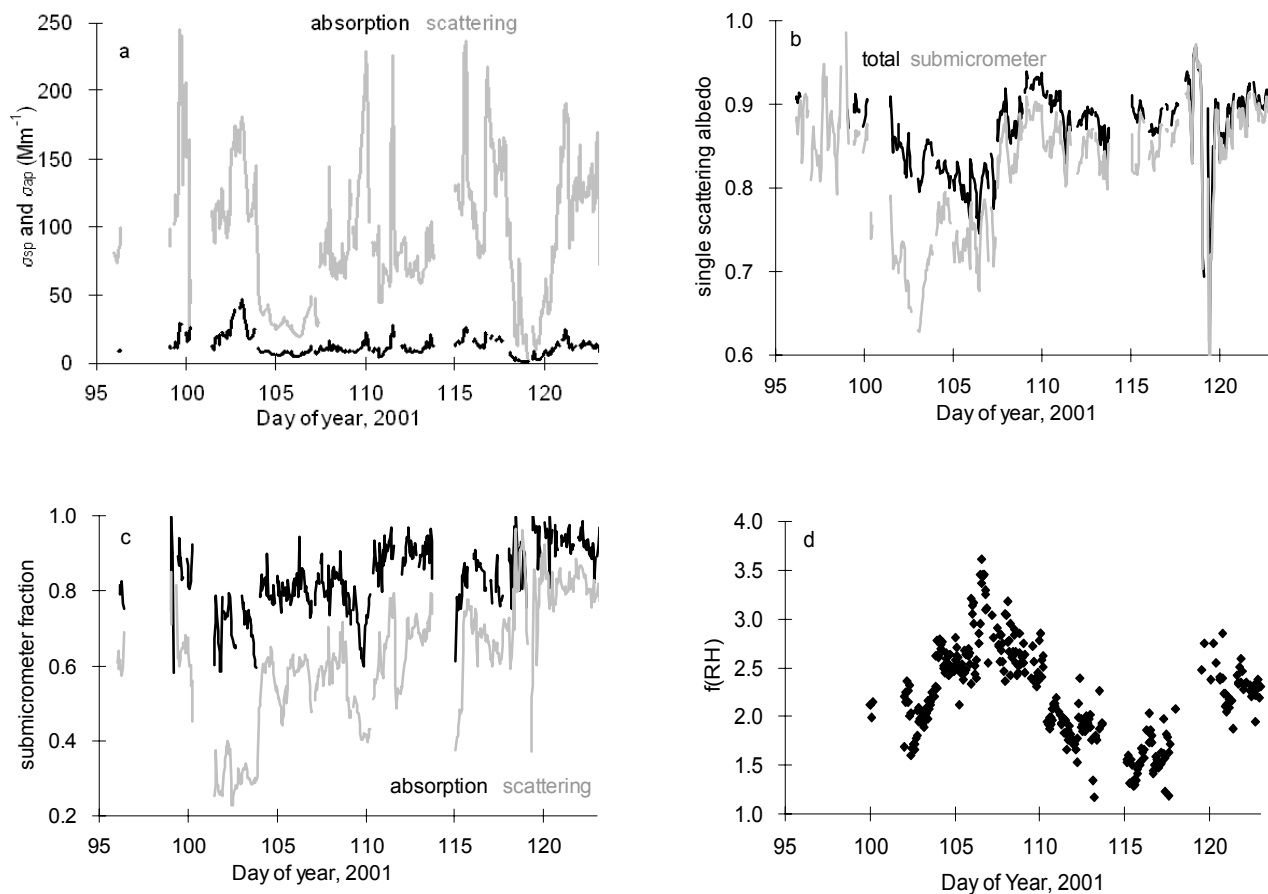 absorption scattering
a
250
200
150
100
50
0
σsp and σap (Mm⁻¹)
95 100 105 110 115 120
Day of year, 2001
b
total submicrometer
1.0
0.9
0.8
0.7
0.6
single scattering albedo
95 100 105 110 115 120
Day of year, 2001
c
1.0
0.8
0.6
0.4
0.2
submicrometer fraction
absorption scattering
95 100 105 110 115 120
Day of year, 2001
d
4.0
3.5
3.0
2.5
2.0
1.5
1.0
f(RH)
95 100 105 110 115 120
Day of Year, 2001